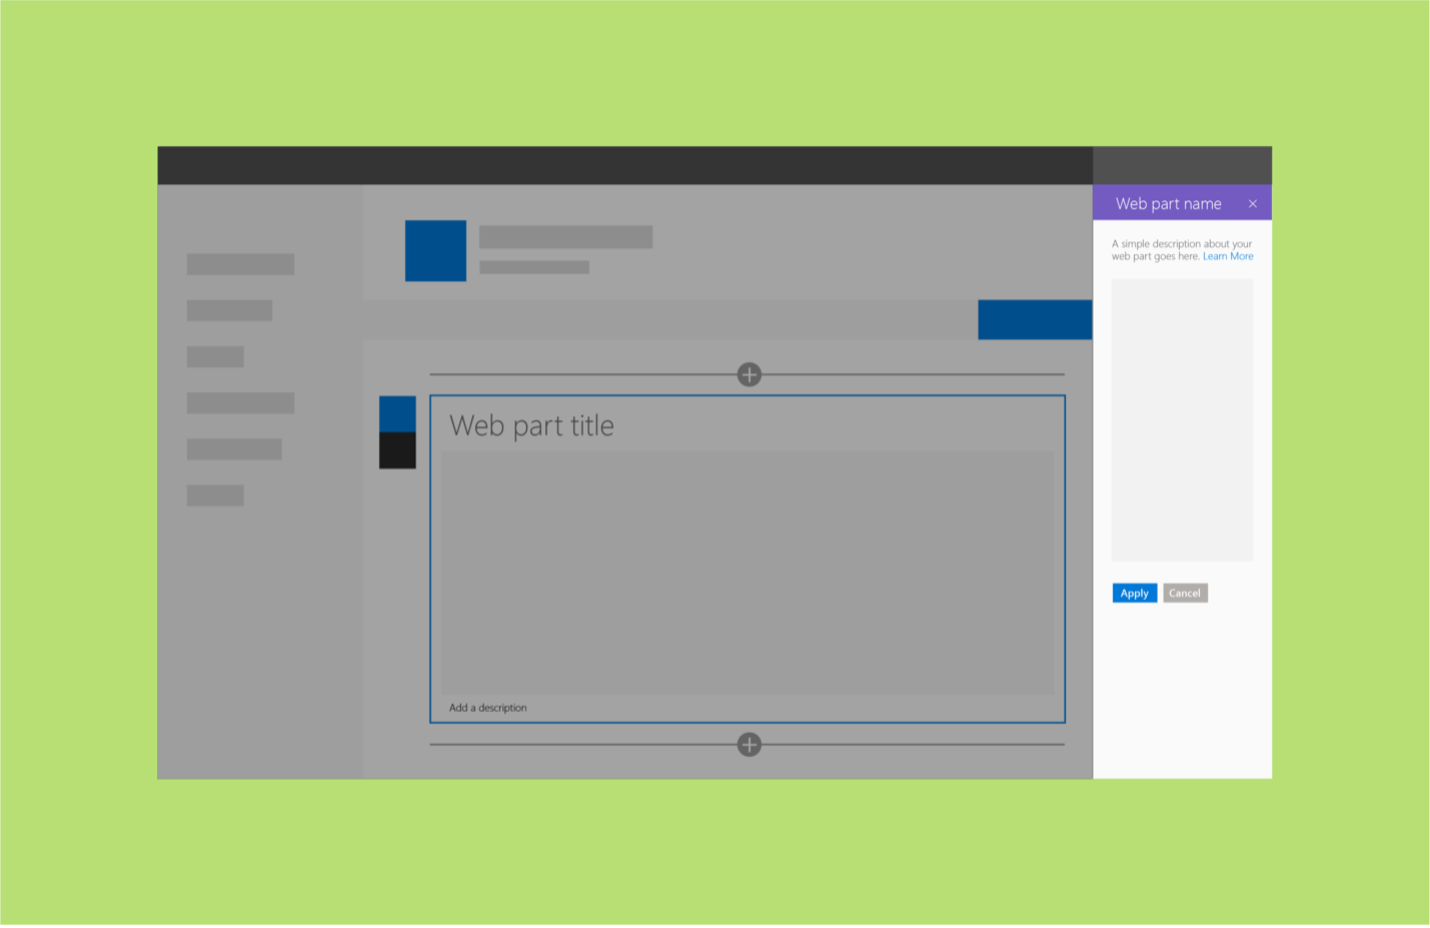 Web part name
A simple description about your
web part goes here. Learn More
Web part title
Apply
Cancel
Add a description